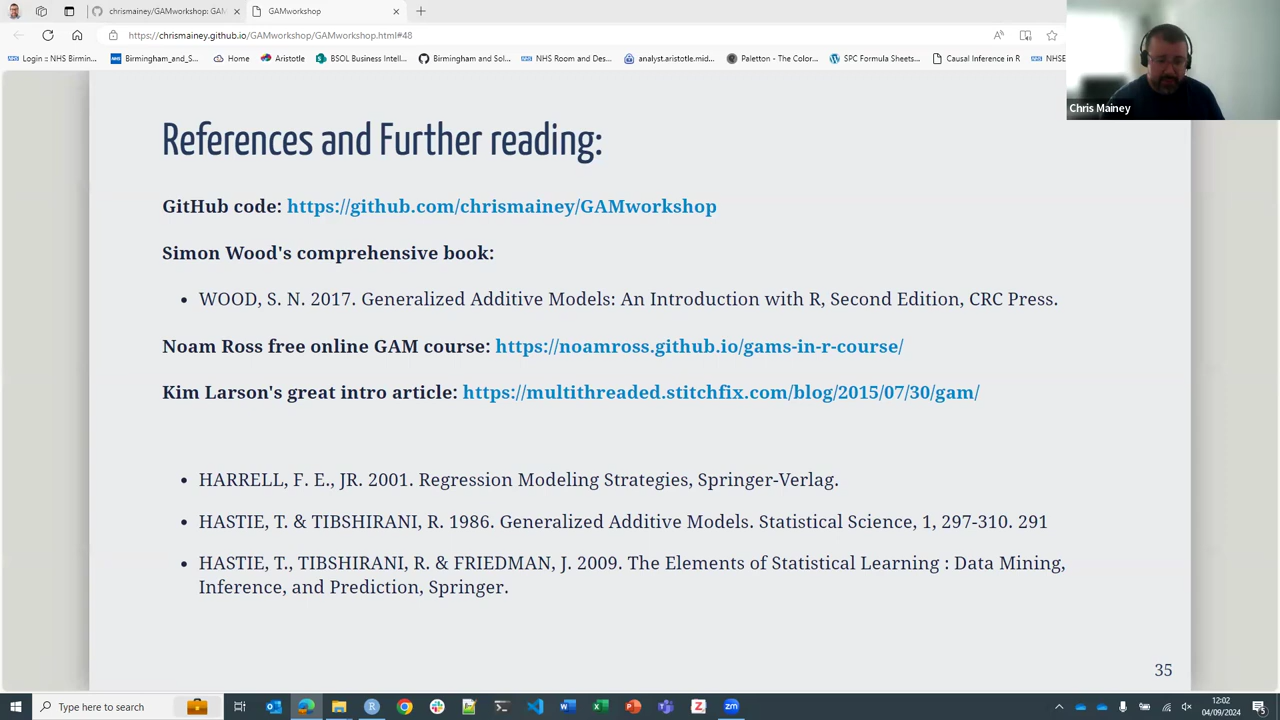 chrismainey/GAMworkshop: GAM
GAMworkshop
https://chrismainey.github.io/GAMworkshop/GAMworkshop.html#48
Login :: NHS Birmin...
Birmingham_and_S...
Home
Aristotle
BSOL Business Intell...
Birmingham and Sol...
NHS Room and Des...
analyst.aristotle.mid...
Paletton - The Color...
SPC Formula Sheets...
Causal Inference in R
NHSE
Chris Mainey
References and Further reading:
GitHub code: https://github.com/chrismainey/GAMworkshop
Simon Wood's comprehensive book:
• WOOD, S. N. 2017. Generalized Additive Models: An Introduction with R, Second Edition, CRC Press.
Noam Ross free online GAM course: https://noamross.github.io/gams-in-r-course/
Kim Larson's great intro article: https://multithreaded.stitchfix.com/blog/2015/07/30/gam/
• HARRELL, F. E., JR. 2001. Regression Modeling Strategies, Springer-Verlag.
• HASTIE, T. & TIBSHIRANI, R. 1986. Generalized Additive Models. Statistical Science, 1, 297-310. 291
• HASTIE, T., TIBSHIRANI, R. & FRIEDMAN, J. 2009. The Elements of Statistical Learning : Data Mining,
Inference, and Prediction, Springer.
35
Type here to search
12:02
04/09/2024